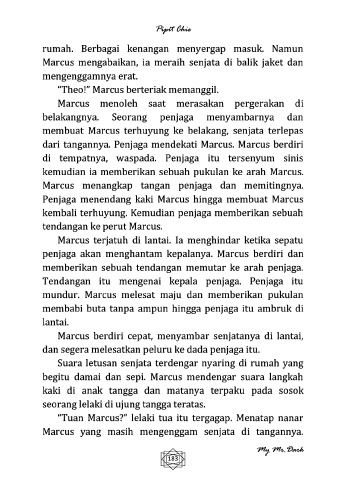 Pipit Chie
rumah. Berbagai kenangan menyergap masuk. Namun
Marcus mengabaikan, ia meraih senjata di balik jaket dan
mengenggamnya erat.
“Theo!” Marcus berteriak memanggil.
Marcus menoleh saat merasakan pergerakan di
belakangnya. Seorang penjaga menyambarnya dan
membuat Marcus terhuyung ke belakang, senjata terlepas
dari tangannya. Penjaga mendekati Marcus. Marcus berdiri
di tempatnya, waspada. Penjaga itu tersenyum sinis
kemudian ia memberikan sebuah pukulan ke arah Marcus.
Marcus menangkap tangan penjaga dan memitingnya.
Penjaga menendang kaki Marcus hingga membuat Marcus
kembali terhuyung. Kemudian penjaga memberikan sebuah
tendangan ke perut Marcus.
Marcus terjatuh di lantai. Ia menghindar ketika sepatu
penjaga akan menghantam kepalanya. Marcus berdiri dan
memberikan sebuah tendangan memutar ke arah penjaga.
Tendangan itu mengenai kepala penjaga. Penjaga itu
mundur. Marcus melesat maju dan memberikan pukulan
membabi buta tanpa ampun hingga penjaga itu ambruk di
lantai.
Marcus berdiri cepat, menyambar senjatanya di lantai,
dan segera melesatkan peluru ke dada penjaga itu.
Suara letusan senjata terdengar nyaring di rumah yang
begitu damai dan sepi. Marcus mendengar suara langkah
kaki di anak tangga dan matanya terpaku pada sosok
seorang lelaki di ujung tangga teratas.
“Tuan Marcus?” lelaki tua itu tergagap. Menatap nanar
Marcus yang masih mengenggam senjata di tangannya.
My Mr. Dark
183